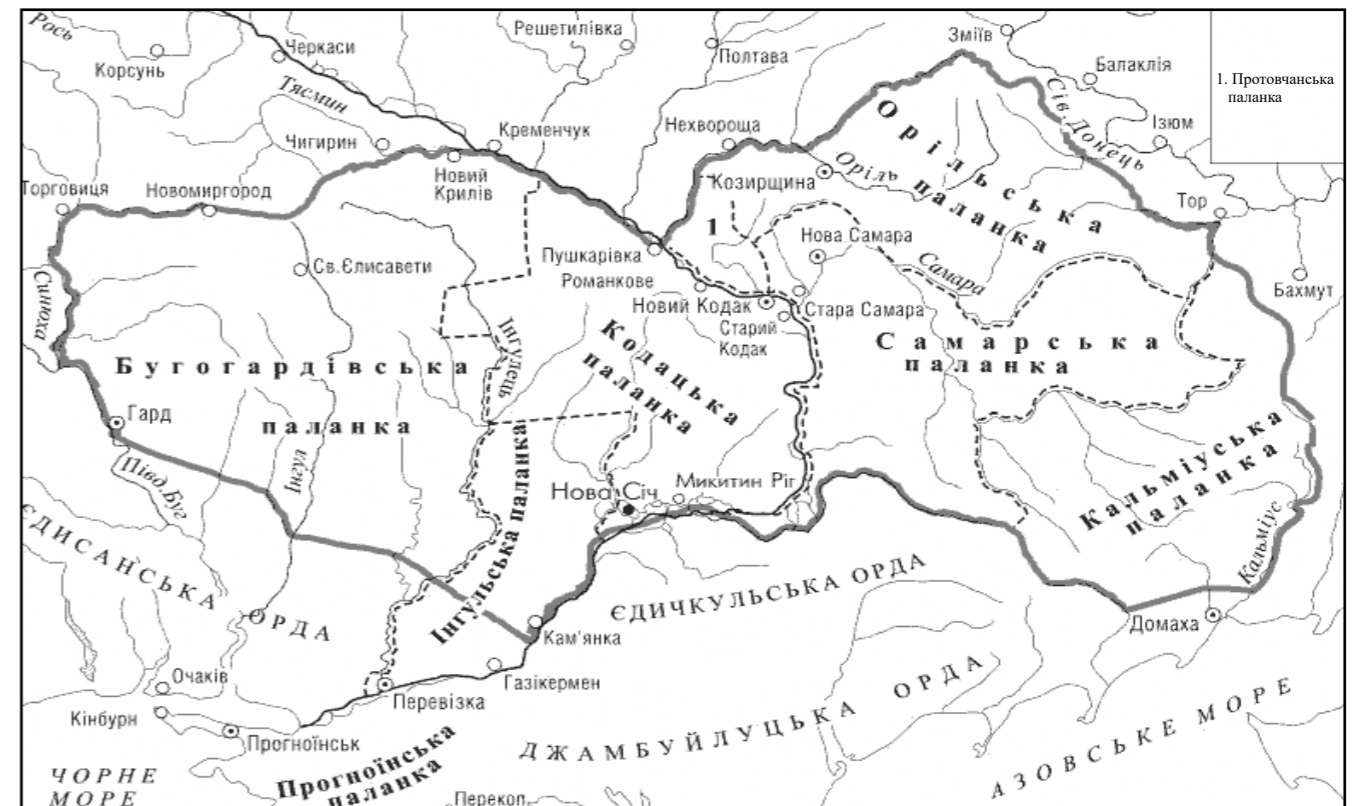 Рось
Корсунь
Черкаси
Решетилівка
Полтава
Зміїв
Балаклія
1. Протовчанська
паланка
Тясмин
Чигирин
Кременчук
Нехвороща
Сів.Донець
Ізюм
Торговиця
Новомиргород
Новий
Крилів
Козирщина
Оріль
Орільська
паланка
Тор
1
Нова Самара
Самара
Синюха
Св.Єлисавети
Пушкарівка
Романкове
Новий Кодак
Старий
Кодак
Стара Самара
Бахмут
Інгулець
Бугогардівська
паланка
Кодацька
паланка
Самарська
паланка
Гард
Півд.Буг
Інгул
Інгульська паланка
Нова Січ
Микитин Ріг
Кальміуська
паланка
Кальміус
ЄДИСАНСЬКА ОРДА
ЄДИЧКУЛЬСЬКА ОРДА
Кам'янка
Домаха
Очаків
Газікермен
Кінбурн
Перевізка
Прогноїнськ
Прогноїнська
паланка
ДЖАМБУЙЛУЦЬКА ОРДА
АЗОВСЬКЕ МОРЕ
ЧОРНЕ
МОРЕ
Перекоп